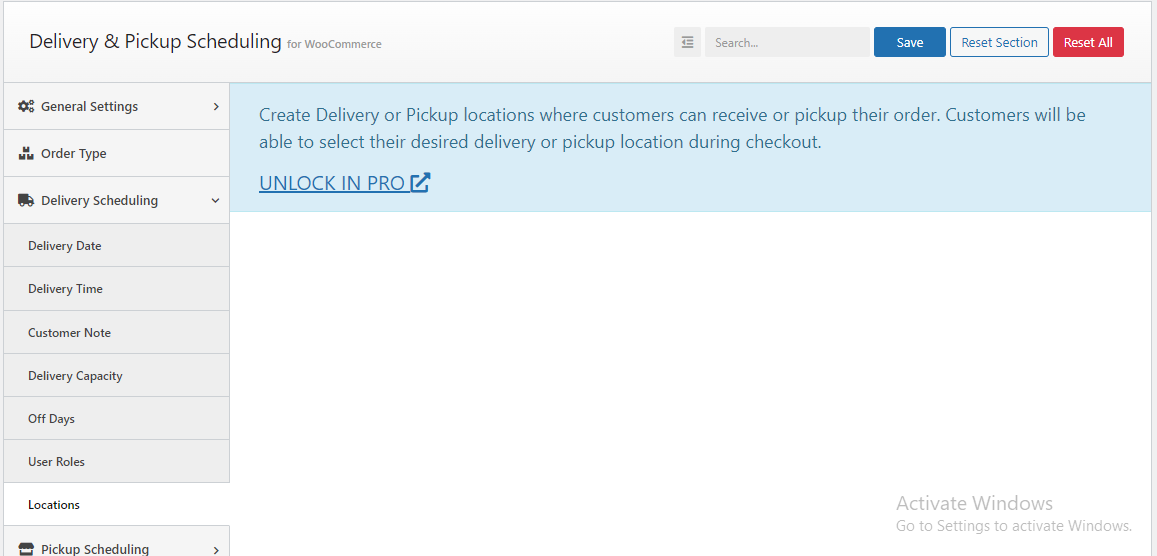 Delivery & Pickup Scheduling for WooCommerce
Search...
Save
Reset Section
Reset All
General Settings
Order Type
Delivery Scheduling
Delivery Date
Delivery Time
Customer Note
Delivery Capacity
Off Days
User Roles
Locations
Pickup Scheduling
Create Delivery or Pickup locations where customers can receive or pickup their order. Customers will be
able to select their desired delivery or pickup location during checkout.
UNLOCK IN PRO
Activate Windows
Go to Settings to activate Windows.